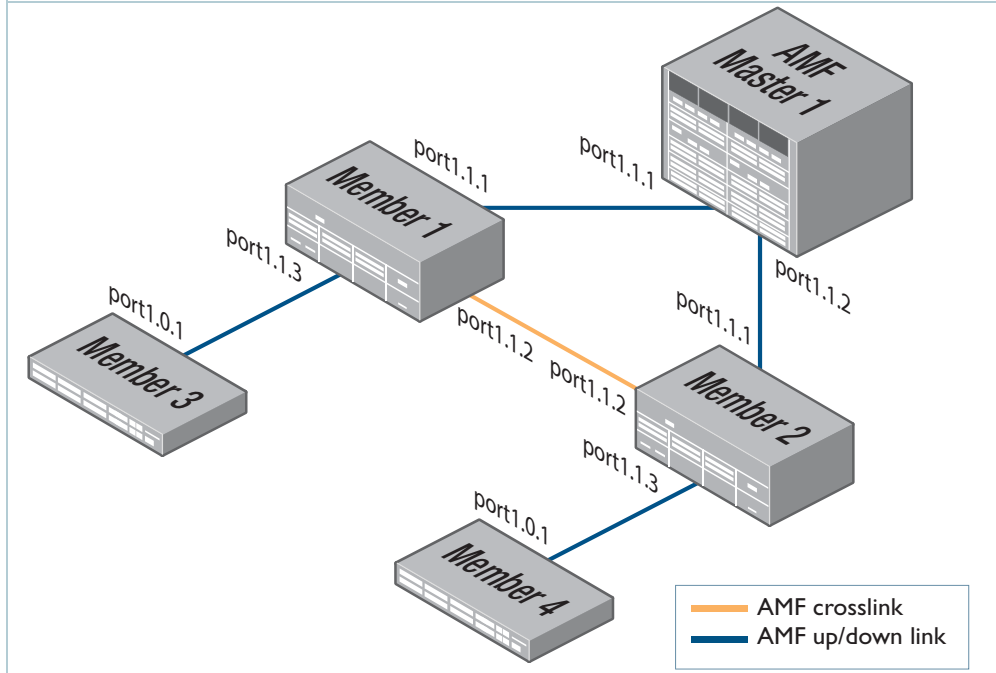 AMF
Master 1
port1.1.1
port1.1.1
Member 1
port1.1.3
port1.1.2
port1.0.1
port1.1.1
port1.1.2
Member 3
port1.1.2
Member 2
port1.1.3
port1.0.1
Member 4
AMF crosslink
AMF up/down link